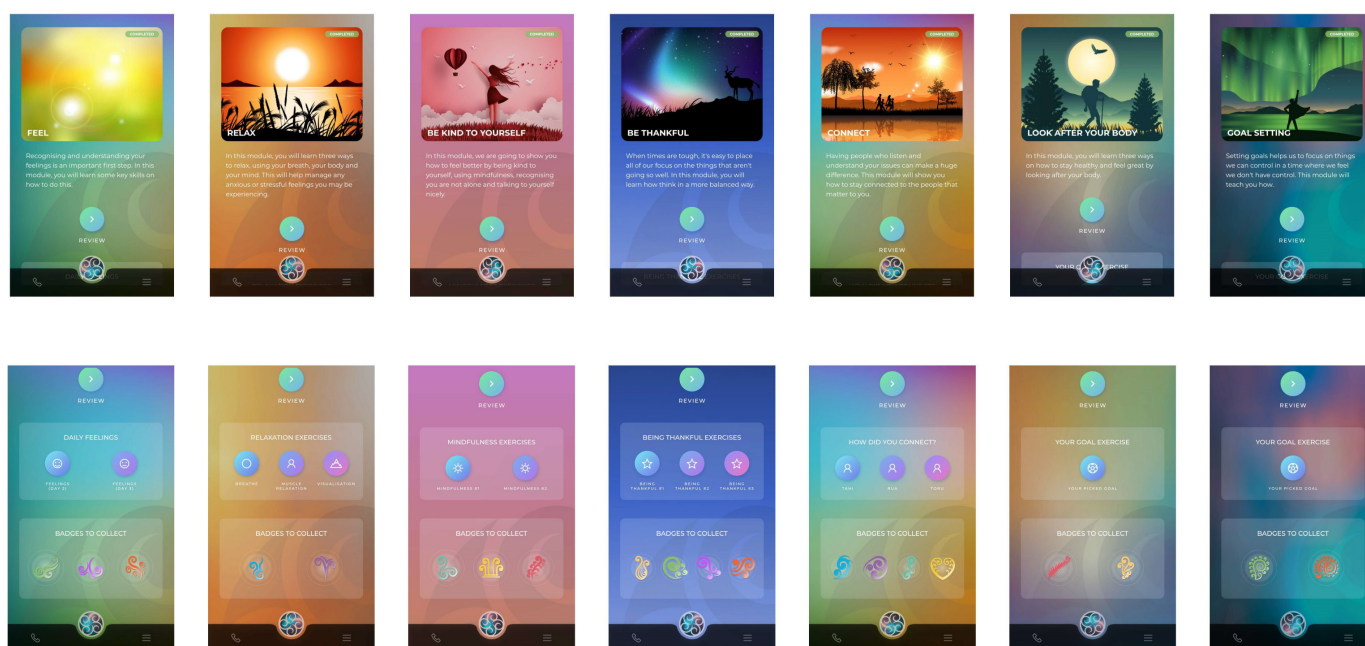 COMPLETED
FEEL
Recognising and understanding your
feelings is an important first step. In this
module, you will learn some key skills on
how to do this.
REVIEW
COMPLETED
RELAX
In this module, you will learn three ways
to relax, using your breath, your body and
your mind. This will help manage any
anxious or stressful feelings you may be
experiencing.
REVIEW
COMPLETED
BE KIND TO YOURSELF
In this module, we are going to show you
how to feel better by being kind to
yourself, using mindfulness, recognising
you are not alone and talking to yourself
nicely.
REVIEW
COMPLETED
BE THANKFUL
When times are tough, it's easy to place
all of our focus on the things that aren't
going so well. In this module, you will
learn how think in a more balanced way.
REVIEW
COMPLETED
CONNECT
Having people who listen and
understand your issues can make a huge
difference. This module will show you
how to stay connected to the people that
matter to you.
REVIEW
COMPLETED
LOOK AFTER YOUR BODY
In this module, you will learn three ways
on how to stay healthy and feel great by
looking after your body.
REVIEW
COMPLETED
GOAL SETTING
Setting goals helps us to focus on things
we can control in a time where we feel
we don't have control. This module will
teach you how.
REVIEW
REVIEW
DAILY FEELINGS
FEELINGS
FEELINGS
BADGES TO COLLECT
REVIEW
RELAXATION EXERCISES
BREATHE
MUSCLE
RELAXATION
VISUALISATION
BADGES TO COLLECT
REVIEW
MINDFULNESS EXERCISES
MINDFULNESS #1
MINDFULNESS #2
BADGES TO COLLECT
REVIEW
BEING THANKFUL EXERCISES
BEING
THANKFUL #1
BEING
THANKFUL #2
BEING
THANKFUL #3
BADGES TO COLLECT
REVIEW
HOW DID YOU CONNECT?
TAHI
RUA
TORU
BADGES TO COLLECT
REVIEW
YOUR GOAL EXERCISE
YOUR PICKED GOAL
BADGES TO COLLECT
REVIEW
YOUR GOAL EXERCISE
YOUR PICKED GOAL
BADGES TO COLLECT